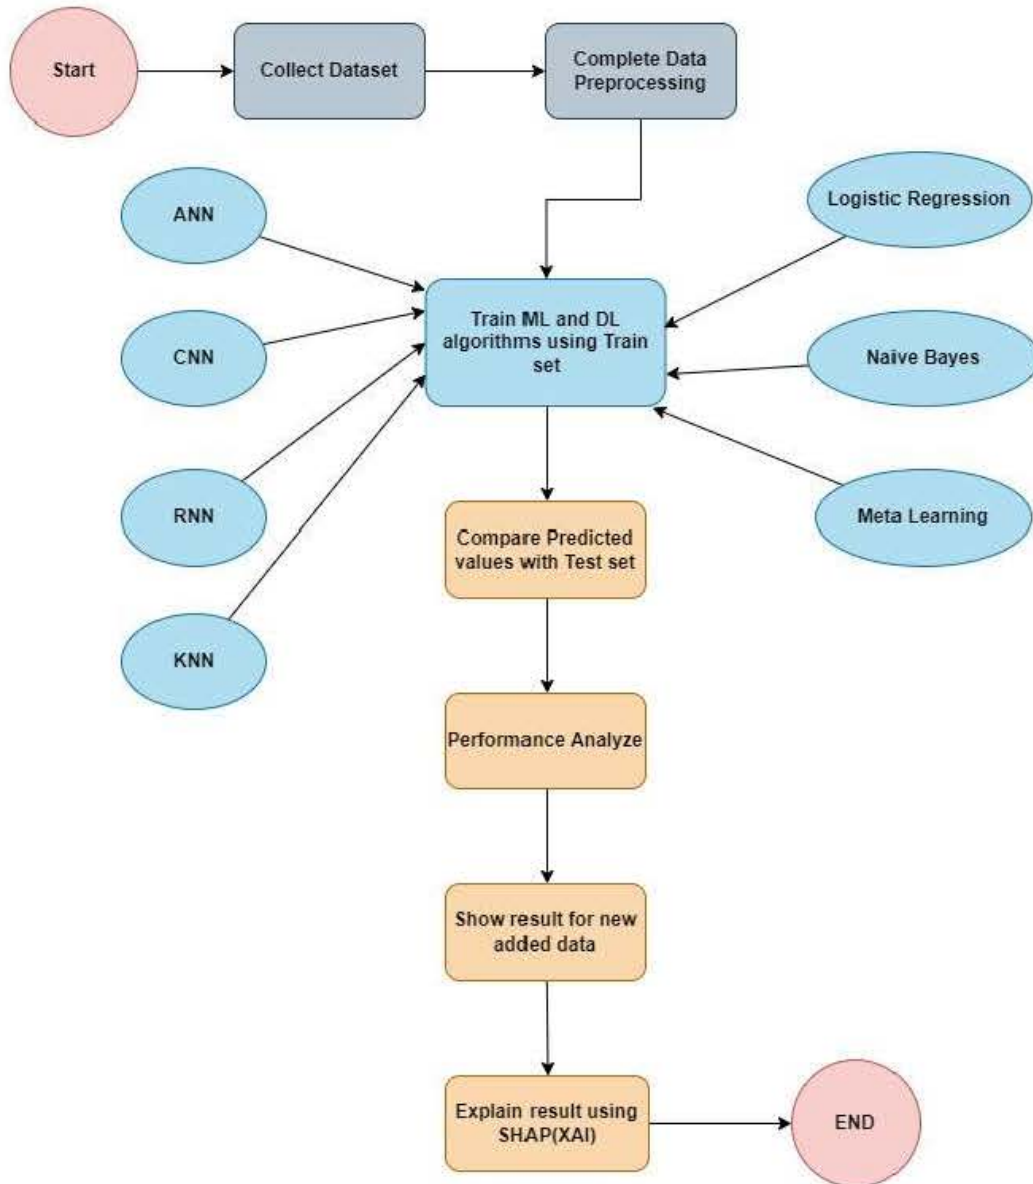 Start
Collect Dataset
Complete Data
Preprocessing
ANN
Logistic Regression
Train ML and DL
algorithms using Train
set
CNN
Naive Bayes
RNN
Meta Learning
Compare Predicted
values with Test set
KNN
Performance Analyze
Show result for new
added data
Explain result using
SHAP(XAI)
END